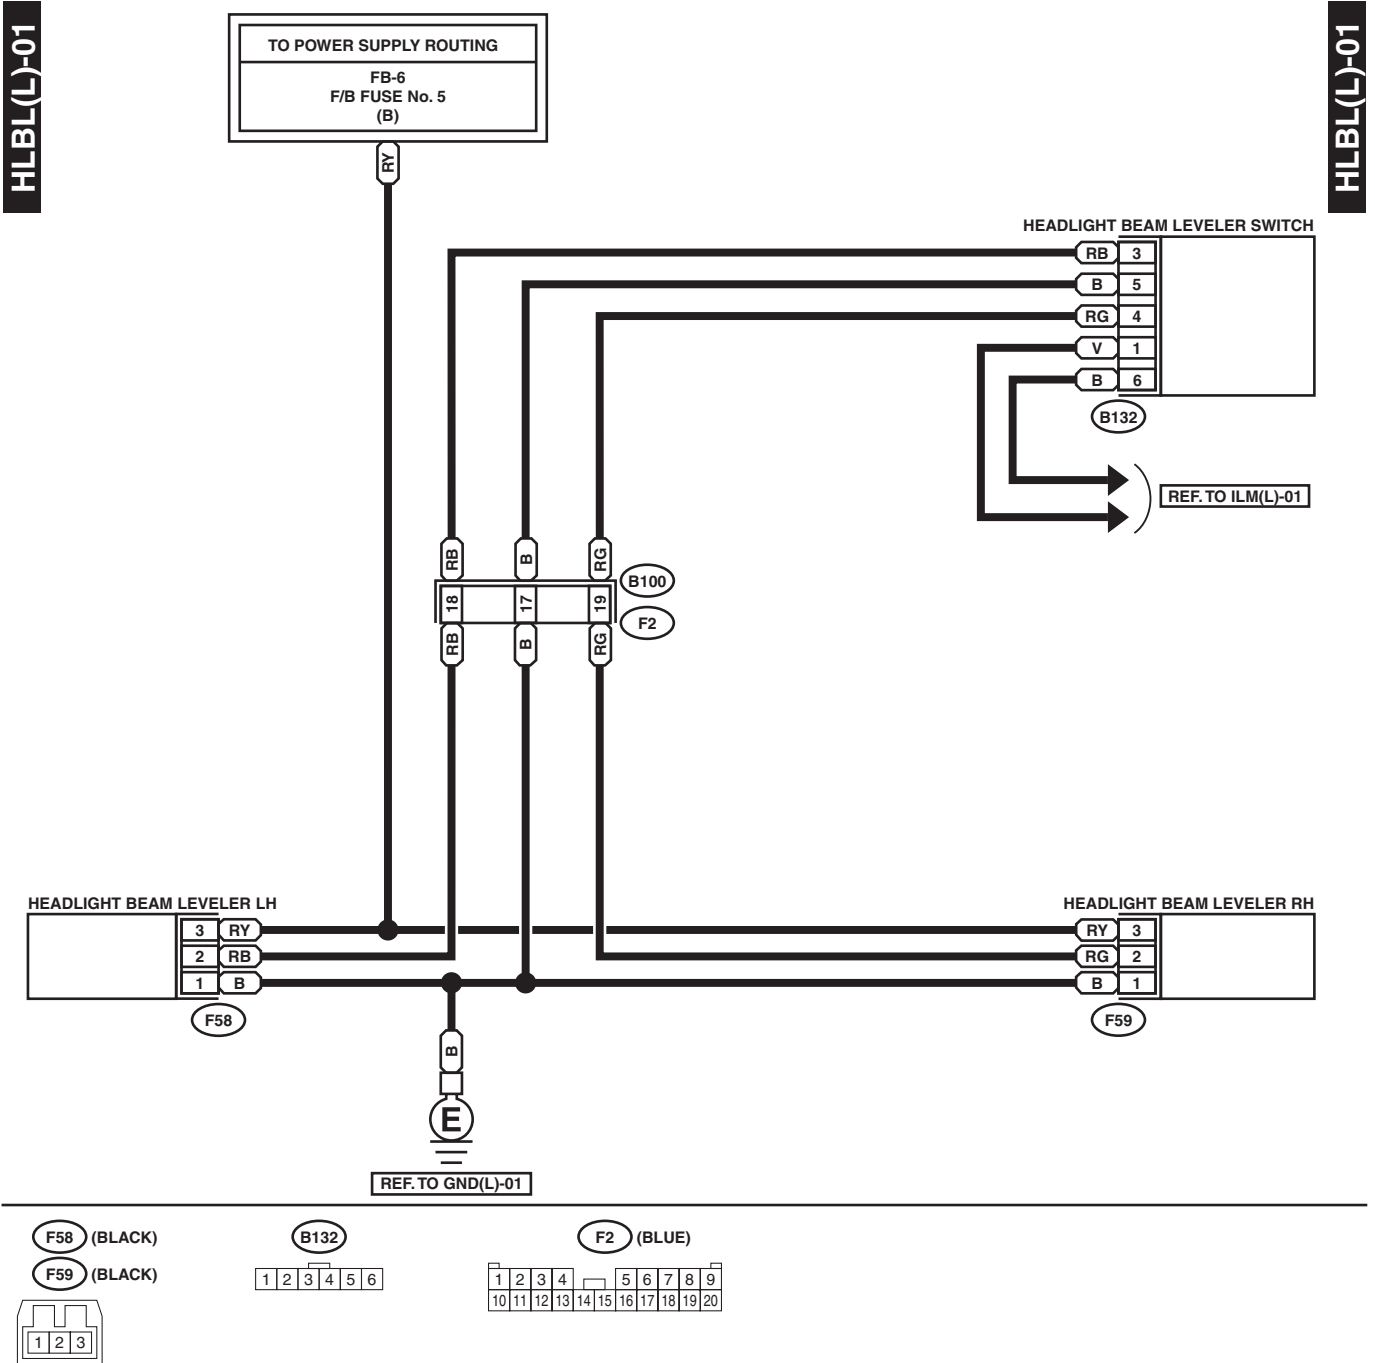 HLBL(L)-01
HLBL(L)-01
TO POWER SUPPLY ROUTING
FB-6
F/B FUSE No. 5
(B)
RY
HEADLIGHT BEAM LEVELER SWITCH
RB 3
B 5
RG 4
V 1
B 6
B132
REF. TO ILM(L)-01
RB B RG
B100
18 17 19
F2
RB B RG
HEADLIGHT BEAM LEVELER LH
3 RY
2 RB
1 B
F58
HEADLIGHT BEAM LEVELER RH
RY 3
RG 2
B 1
F59
B
E
REF. TO GND(L)-01
F58 (BLACK)
F59 (BLACK)
1 2 3
B132
1 2 3 4 5 6
F2 (BLUE)
1 2 3 4 5 6 7 8 9
10 11 12 13 14 15 16 17 18 19 20